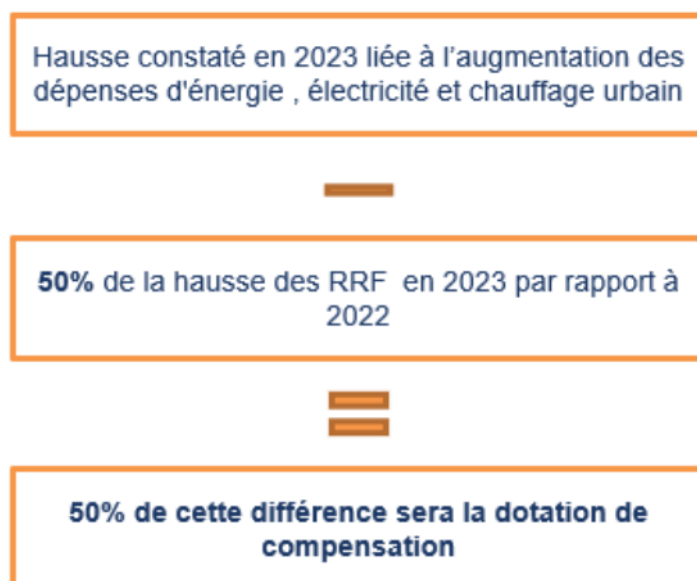 Hausse constaté en 2023 liée à l'augmentation des
dépenses d'énergie , électricité et chauffage urbain
50% de la hausse des RRF en 2023 par rapport à
2022
50% de cette différence sera la dotation de
compensation